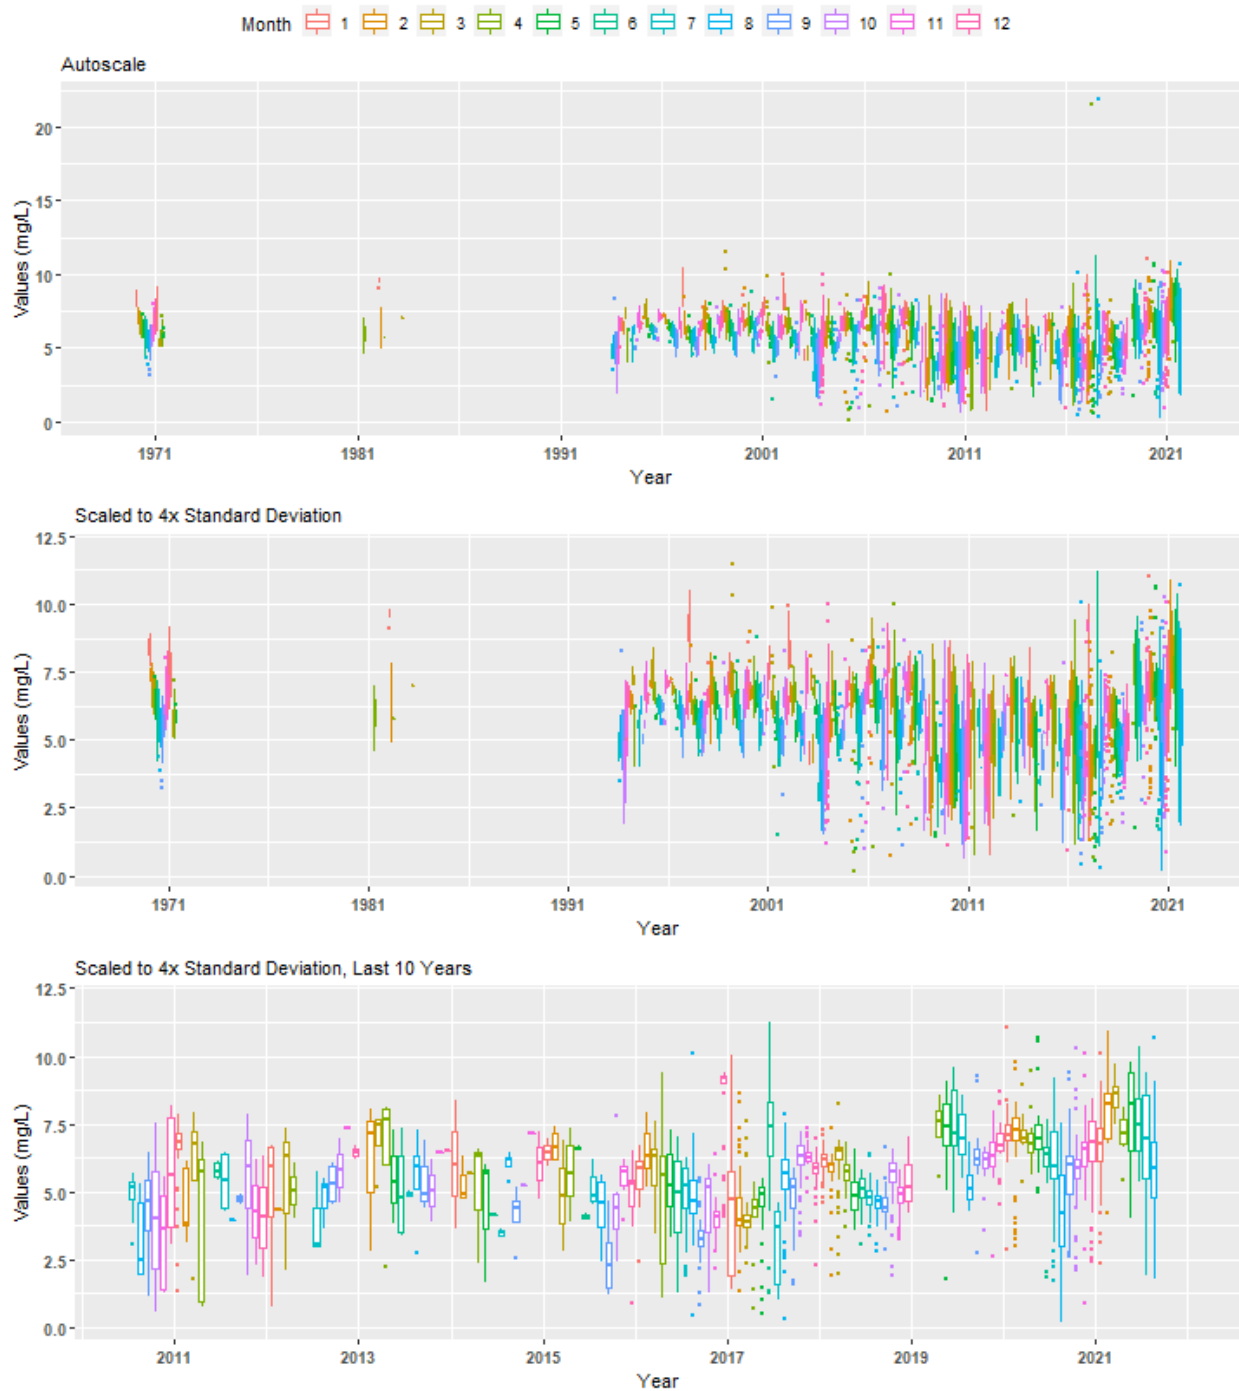 Month 1 2 3 4 5 6 7 8 9 10 11 12
Autoscale
Values (mg/L)
20
15
10
5
0
1971 1981 1991 2001 2011 2021
Year
Scaled to 4x Standard Deviation
Values (mg/L)
12.5
10.0
7.5
5.0
2.5
0.0
1971 1981 1991 2001 2011 2021
Year
Scaled to 4x Standard Deviation, Last 10 Years
Values (mg/L)
12.5
10.0
7.5
5.0
2.5
0.0
2011 2013 2015 2017 2019 2021
Year